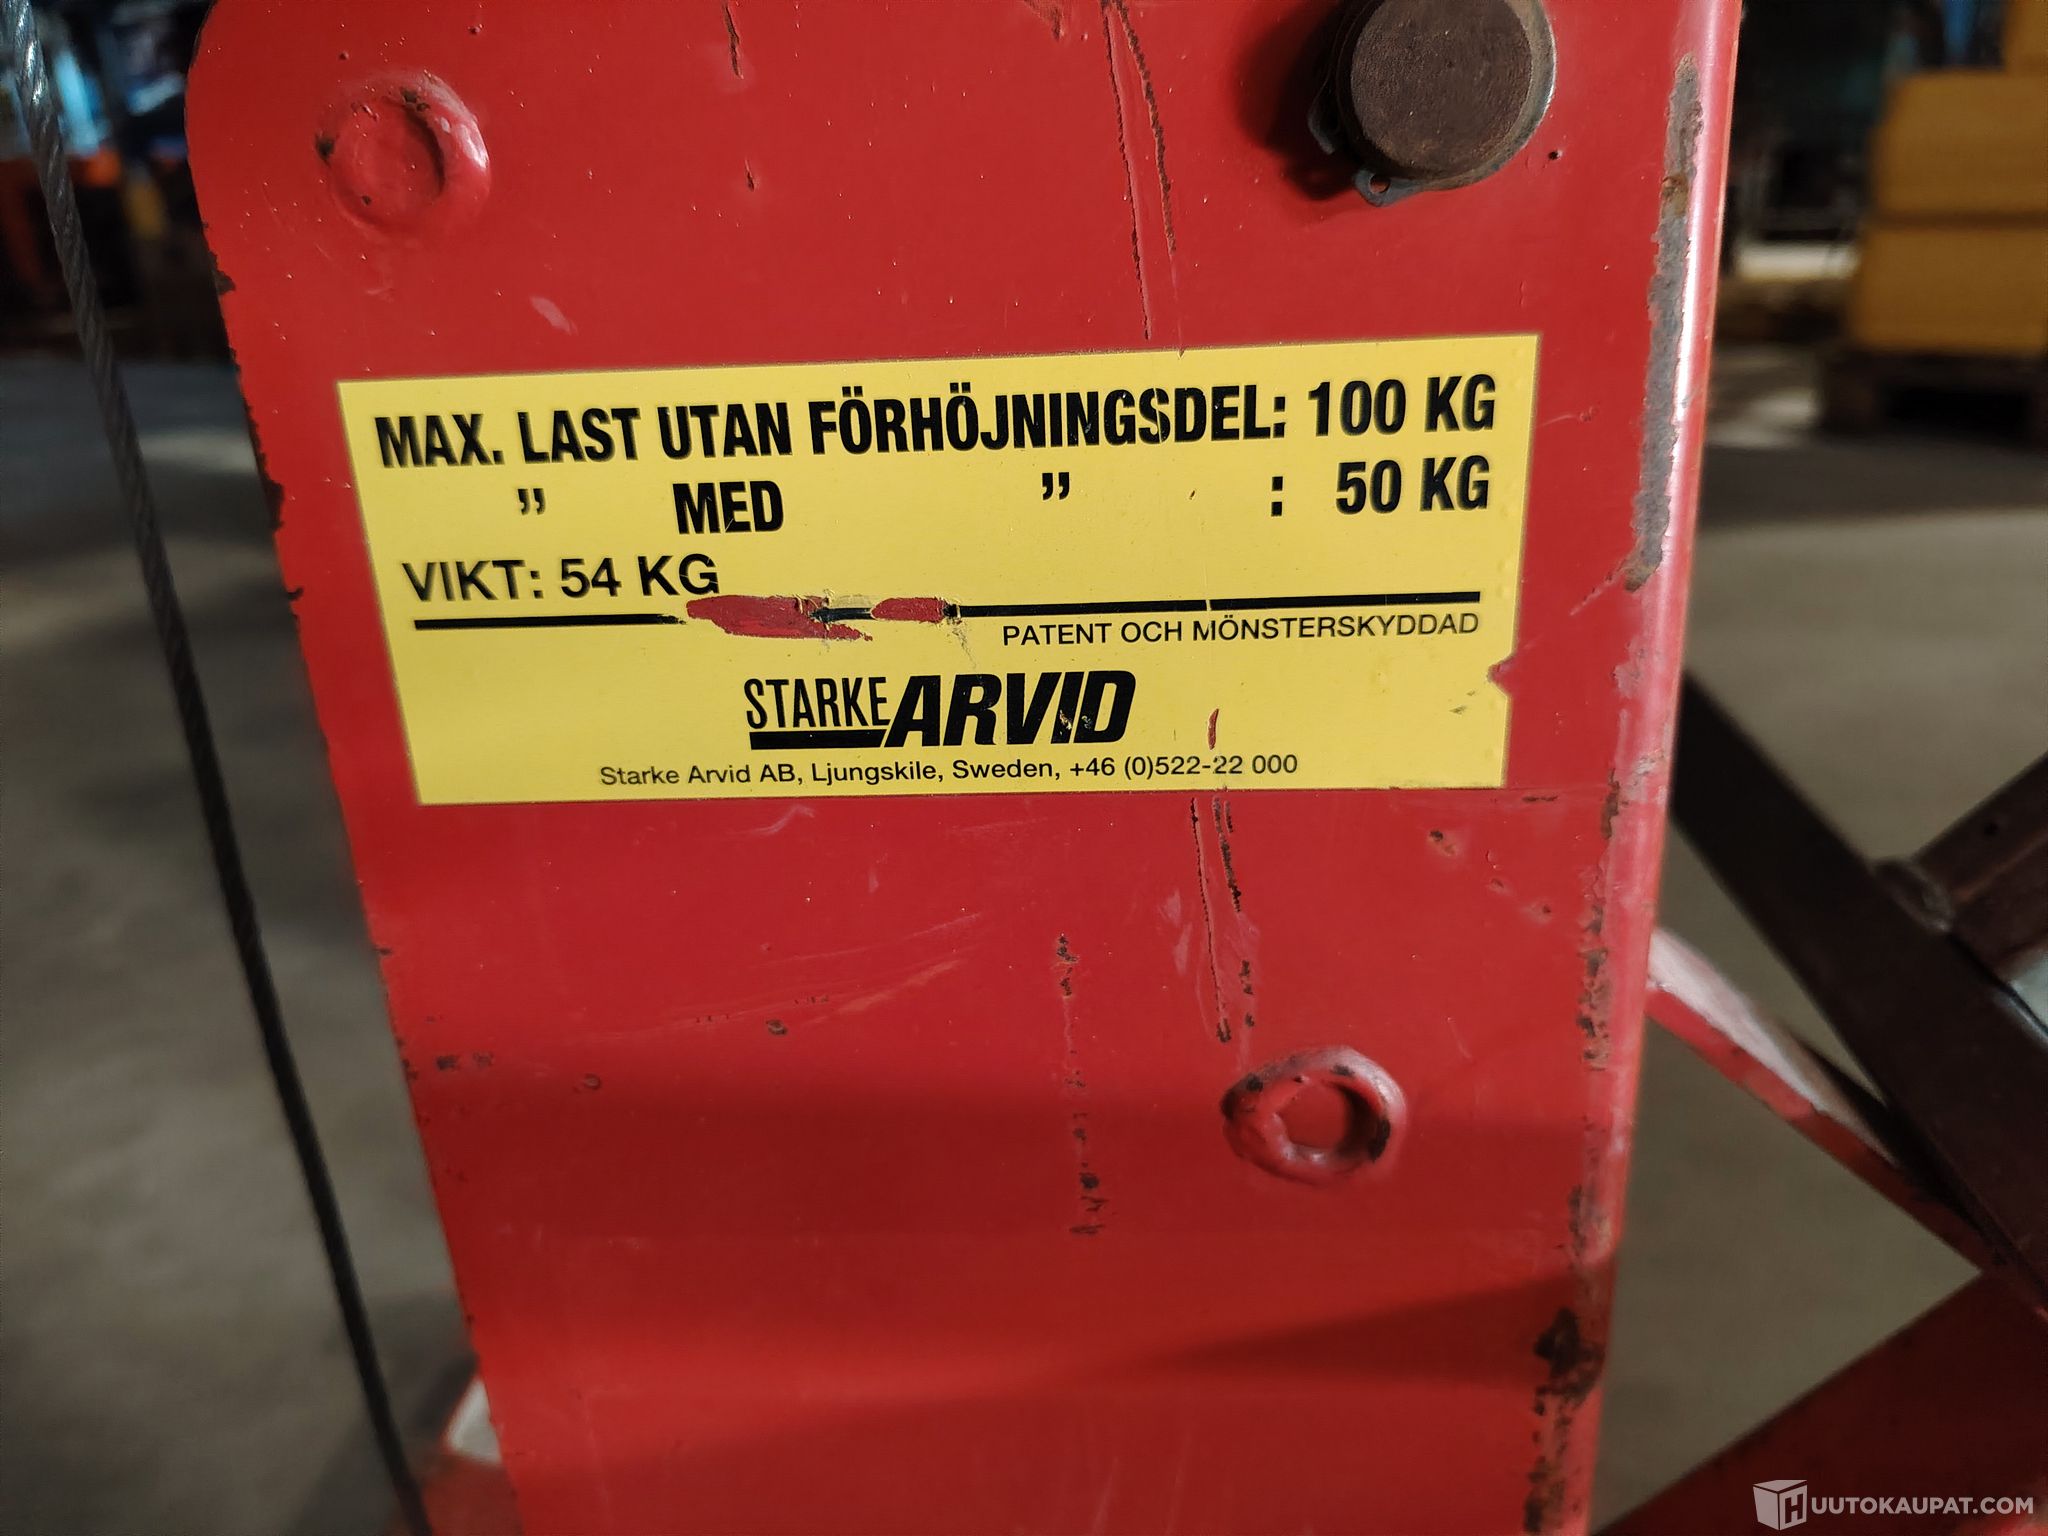 MAX. LAST UTAN FÖRHÖJNINGSDEL: 100 KG
” MED ” : 50 KG
VIKT: 54 KG
PATENT OCH MÖNSTERSKYDDAD
STARKE ARVID
Starke Arvid AB, Ljungskile, Sweden, +46 (0)522-22 000
HUUTOKAUPAT.COM